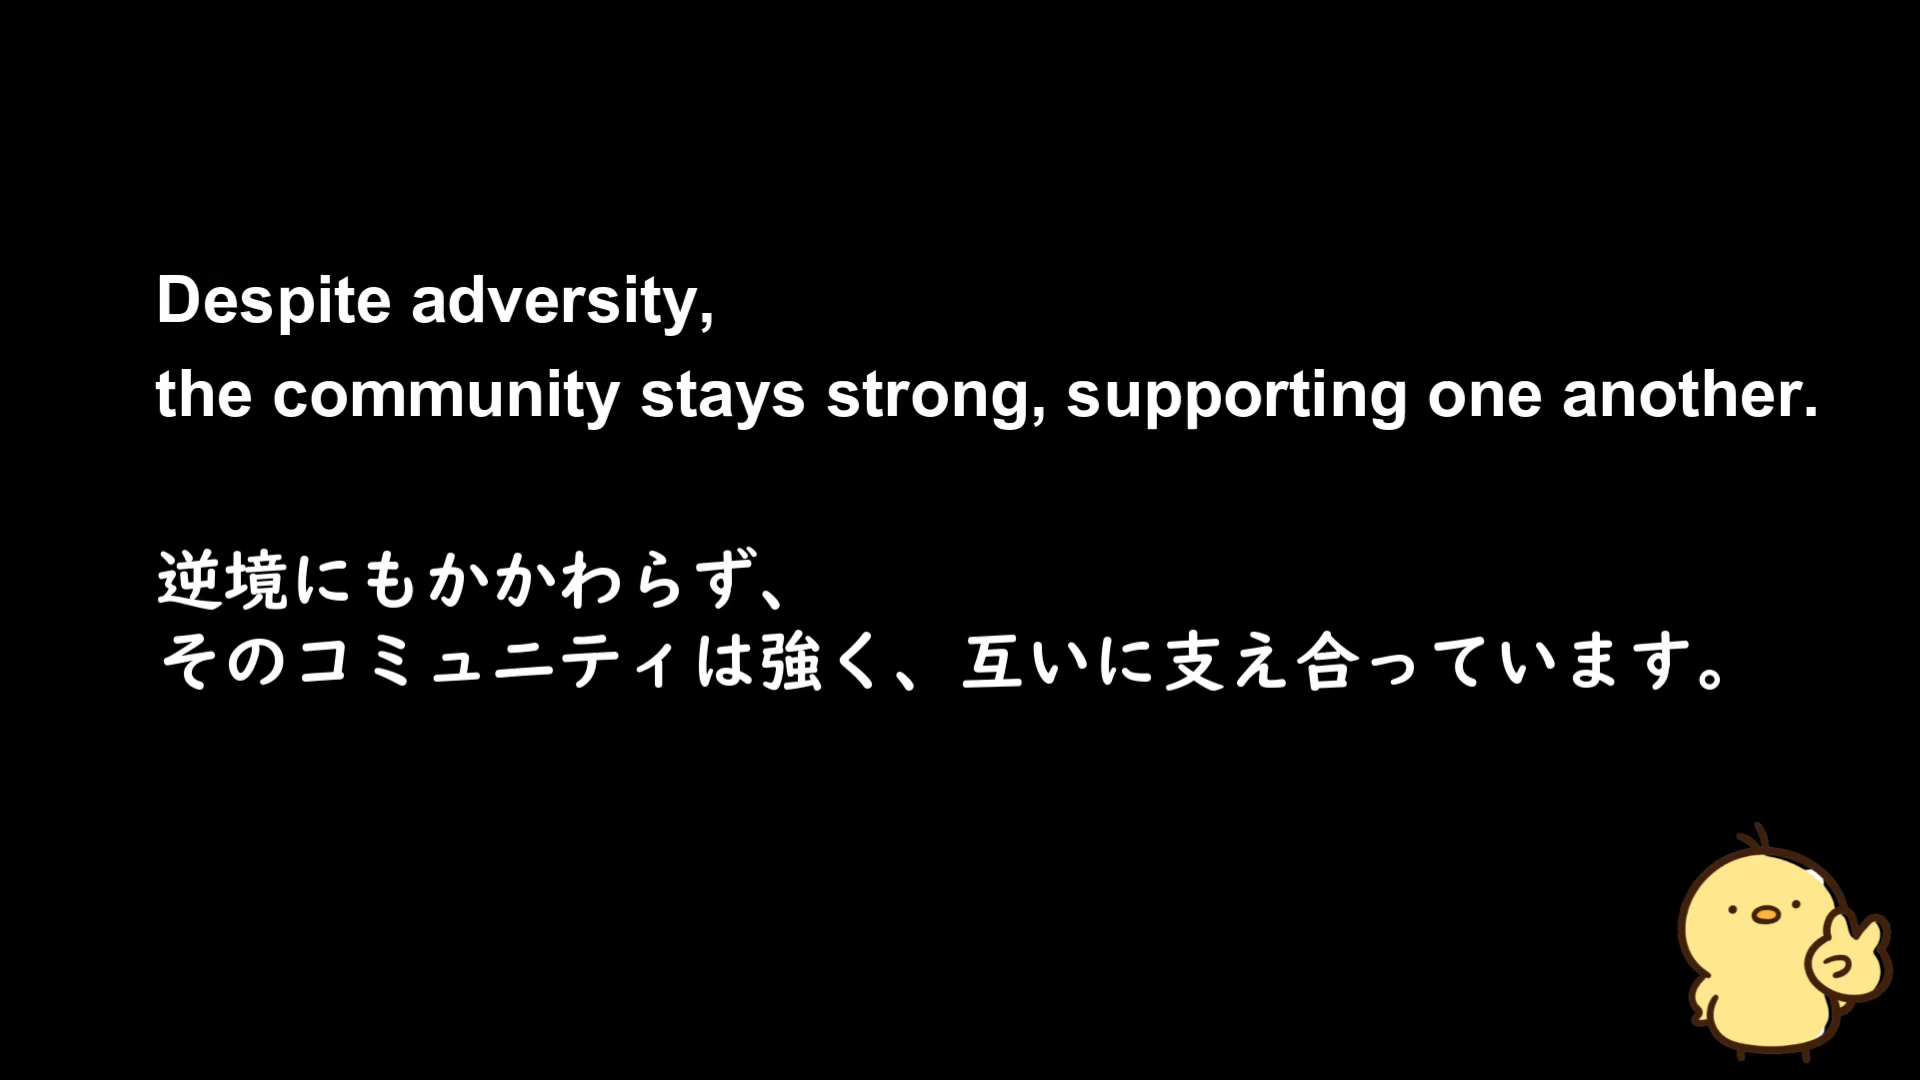 Despite adversity,
the community stays strong, supporting one another.
逆境にもかかわらず、
そのコミュニティは強く、互いに支え合っています。